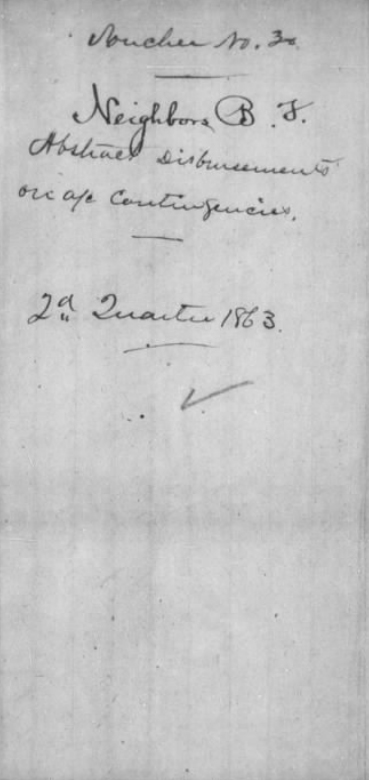 Voucher No. 30
Neighbors B. F.
Abstract Disbursements
on a/c Contingencies.
2d Quarter 1863.